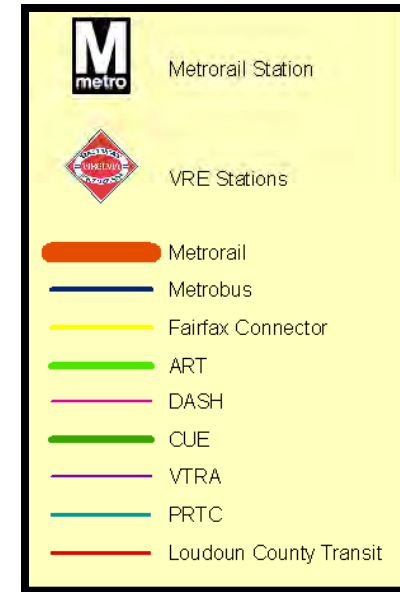 M
metro
Metrorail Station
VRE Stations
Metrorail
Metrobus
Fairfax Connector
ART
DASH
CUE
VTRA
PRTC
Loudoun County Transit